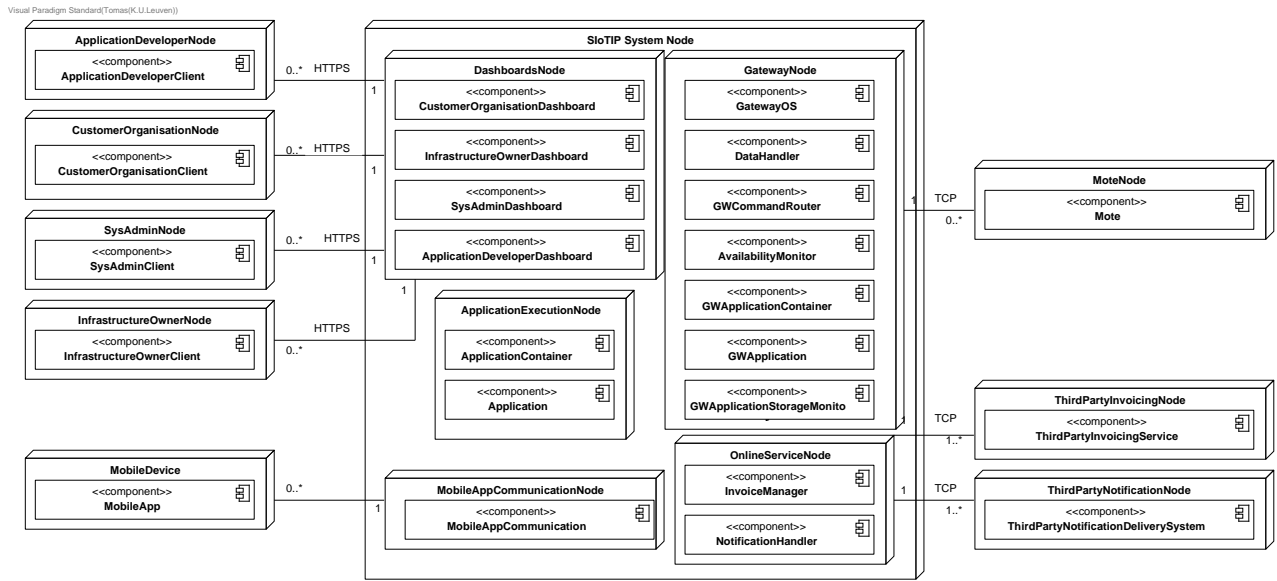 Visual Paradigm Standard(Tomas(K.U.Leuven))
ApplicationDeveloperNode
<<component>>
ApplicationDeveloperClient
0..* HTTPS
1
CustomerOrganisationNode
<<component>>
CustomerOrganisationClient
0..* HTTPS
1
SysAdminNode
<<component>>
SysAdminClient
0..* HTTPS
1
InfrastructureOwnerNode
<<component>>
InfrastructureOwnerClient
HTTPS
0..*
1
MobileDevice
<<component>>
MobileApp
0..*
1
SIoTIP System Node
DashboardsNode
<<component>>
CustomerOrganisationDashboard
<<component>>
InfrastructureOwnerDashboard
<<component>>
SysAdminDashboard
<<component>>
ApplicationDeveloperDashboard
ApplicationExecutionNode
<<component>>
ApplicationContainer
<<component>>
Application
MobileAppCommunicationNode
<<component>>
MobileAppCommunication
GatewayNode
<<component>>
GatewayOS
<<component>>
DataHandler
<<component>>
GWCommandRouter
<<component>>
AvailabilityMonitor
<<component>>
GWApplicationContainer
<<component>>
GWApplication
<<component>>
GWApplicationStorageMonito
OnlineServiceNode
<<component>>
InvoiceManager
<<component>>
NotificationHandler
1
TCP
0..*
MoteNode
<<component>>
Mote
1
TCP
1..*
ThirdPartyInvoicingNode
<<component>>
ThirdPartyInvoicingService
1
TCP
1..*
ThirdPartyNotificationNode
<<component>>
ThirdPartyNotificationDeliverySystem